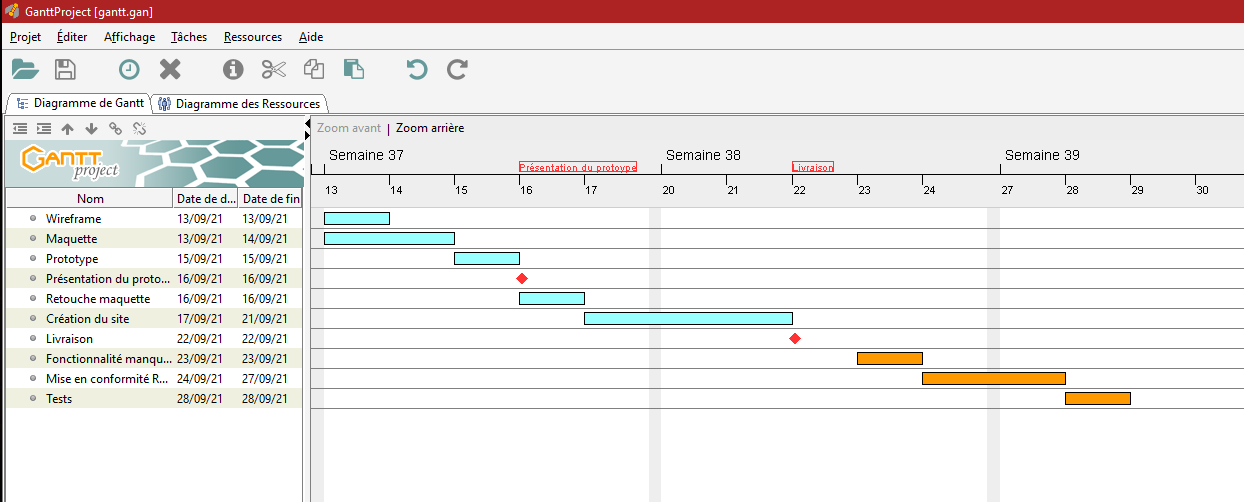 GanttProject [gantt.gan]
Projet Éditer Affichage Tâches Ressources Aide
Diagramme de Gantt Diagramme des Ressources
Zoom avant | Zoom arrière
GANTT project
Semaine 37 Semaine 38 Semaine 39
Présentation du protoype Livraison
13 14 15 16 17 20 21 22 23 24 27 28 29 30
Nom Date de d... Date de fin
Wireframe 13/09/21 13/09/21
Maquette 13/09/21 14/09/21
Prototype 15/09/21 15/09/21
Présentation du proto... 16/09/21 16/09/21
Retouche maquette 16/09/21 16/09/21
Création du site 17/09/21 21/09/21
Livraison 22/09/21 22/09/21
Fonctionnalité manqu... 23/09/21 23/09/21
Mise en conformité R... 24/09/21 27/09/21
Tests 28/09/21 28/09/21